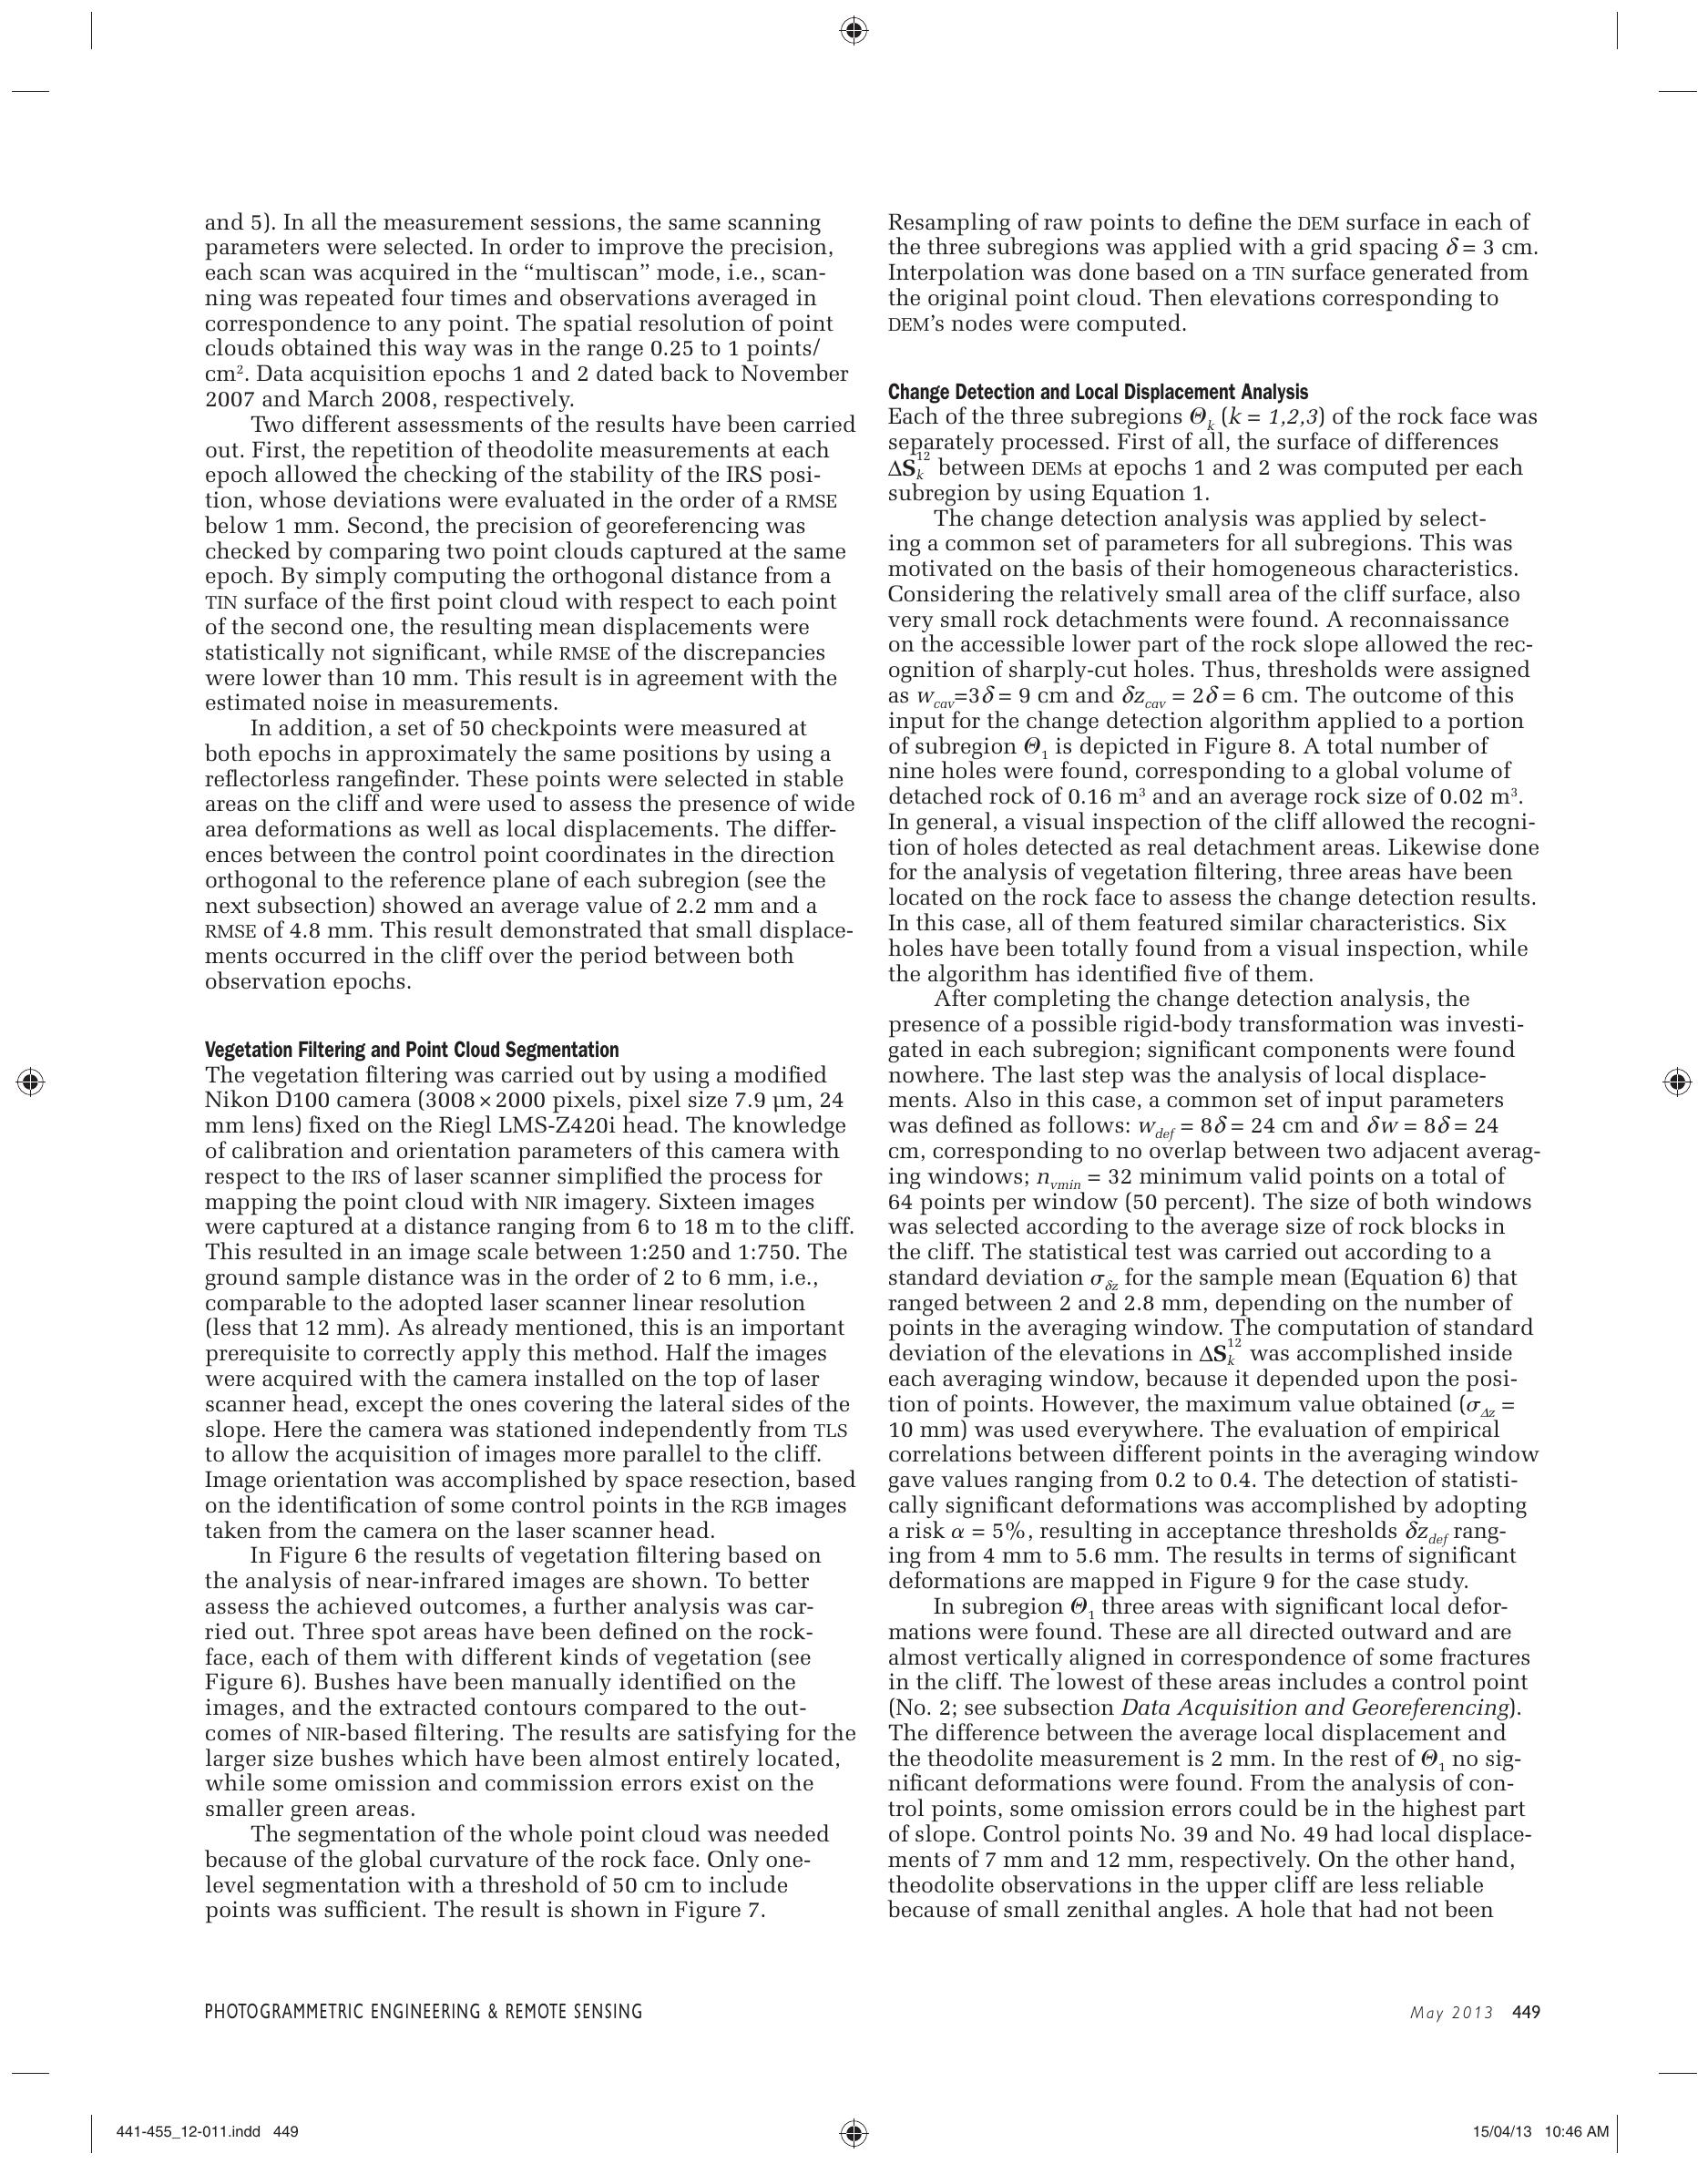 and 5). In all the measurement sessions, the same scanning
parameters were selected. In order to improve the precision,
each scan was acquired in the “multiscan” mode, i.e., scan-
ning was repeated four times and observations averaged in
correspondence to any point. The spatial resolution of point
clouds obtained this way was in the range 0.25 to 1 points/
cm². Data acquisition epochs 1 and 2 dated back to November
2007 and March 2008, respectively.
Two different assessments of the results have been carried
out. First, the repetition of theodolite measurements at each
epoch allowed the checking of the stability of the IRS posi-
tion, whose deviations were evaluated in the order of a RMSE
below 1 mm. Second, the precision of georeferencing was
checked by comparing two point clouds captured at the same
epoch. By simply computing the orthogonal distance from a
TIN surface of the first point cloud with respect to each point
of the second one, the resulting mean displacements were
statistically not significant, while RMSE of the discrepancies
were lower than 10 mm. This result is in agreement with the
estimated noise in measurements.
In addition, a set of 50 checkpoints were measured at
both epochs in approximately the same positions by using a
reflectorless rangefinder. These points were selected in stable
areas on the cliff and were used to assess the presence of wide
area deformations as well as local displacements. The differ-
ences between the control point coordinates in the direction
orthogonal to the reference plane of each subregion (see the
next subsection) showed an average value of 2.2 mm and a
RMSE of 4.8 mm. This result demonstrated that small displace-
ments occurred in the cliff over the period between both
observation epochs.
Vegetation Filtering and Point Cloud Segmentation
The vegetation filtering was carried out by using a modified
Nikon D100 camera (3008 × 2000 pixels, pixel size 7.9 μm, 24
mm lens) fixed on the Riegl LMS-Z420i head. The knowledge
of calibration and orientation parameters of this camera with
respect to the IRS of laser scanner simplified the process for
mapping the point cloud with NIR imagery. Sixteen images
were captured at a distance ranging from 6 to 18 m to the cliff.
This resulted in an image scale between 1:250 and 1:750. The
ground sample distance was in the order of 2 to 6 mm, i.e.,
comparable to the adopted laser scanner linear resolution
(less that 12 mm). As already mentioned, this is an important
prerequisite to correctly apply this method. Half the images
were acquired with the camera installed on the top of laser
scanner head, except the ones covering the lateral sides of the
slope. Here the camera was stationed independently from TLS
to allow the acquisition of images more parallel to the cliff.
Image orientation was accomplished by space resection, based
on the identification of some control points in the RGB images
taken from the camera on the laser scanner head.
In Figure 6 the results of vegetation filtering based on
the analysis of near-infrared images are shown. To better
assess the achieved outcomes, a further analysis was car-
ried out. Three spot areas have been defined on the rock-
face, each of them with different kinds of vegetation (see
Figure 6). Bushes have been manually identified on the
images, and the extracted contours compared to the out-
comes of NIR-based filtering. The results are satisfying for the
larger size bushes which have been almost entirely located,
while some omission and commission errors exist on the
smaller green areas.
The segmentation of the whole point cloud was needed
because of the global curvature of the rock face. Only one-
level segmentation with a threshold of 50 cm to include
points was sufficient. The result is shown in Figure 7.
Resampling of raw points to define the DEM surface in each of
the three subregions was applied with a grid spacing δ = 3 cm.
Interpolation was done based on a TIN surface generated from
the original point cloud. Then elevations corresponding to
DEM’s nodes were computed.
Change Detection and Local Displacement Analysis
Each of the three subregions Θk (k = 1,2,3) of the rock face was
separately processed. First of all, the surface of differences
ΔSk12 between DEMs at epochs 1 and 2 was computed per each
subregion by using Equation 1.
The change detection analysis was applied by select-
ing a common set of parameters for all subregions. This was
motivated on the basis of their homogeneous characteristics.
Considering the relatively small area of the cliff surface, also
very small rock detachments were found. A reconnaissance
on the accessible lower part of the rock slope allowed the rec-
ognition of sharply-cut holes. Thus, thresholds were assigned
as wcav=3δ = 9 cm and δzcav = 2δ = 6 cm. The outcome of this
input for the change detection algorithm applied to a portion
of subregion Θ1 is depicted in Figure 8. A total number of
nine holes were found, corresponding to a global volume of
detached rock of 0.16 m³ and an average rock size of 0.02 m³.
In general, a visual inspection of the cliff allowed the recogni-
tion of holes detected as real detachment areas. Likewise done
for the analysis of vegetation filtering, three areas have been
located on the rock face to assess the change detection results.
In this case, all of them featured similar characteristics. Six
holes have been totally found from a visual inspection, while
the algorithm has identified five of them.
After completing the change detection analysis, the
presence of a possible rigid-body transformation was investi-
gated in each subregion; significant components were found
nowhere. The last step was the analysis of local displace-
ments. Also in this case, a common set of input parameters
was defined as follows: wdef = 8δ = 24 cm and δw = 8δ = 24
cm, corresponding to no overlap between two adjacent averag-
ing windows; nvmin = 32 minimum valid points on a total of
64 points per window (50 percent). The size of both windows
was selected according to the average size of rock blocks in
the cliff. The statistical test was carried out according to a
standard deviation σδz for the sample mean (Equation 6) that
ranged between 2 and 2.8 mm, depending on the number of
points in the averaging window. The computation of standard
deviation of the elevations in ΔSk12 was accomplished inside
each averaging window, because it depended upon the posi-
tion of points. However, the maximum value obtained (σΔz =
10 mm) was used everywhere. The evaluation of empirical
correlations between different points in the averaging window
gave values ranging from 0.2 to 0.4. The detection of statisti-
cally significant deformations was accomplished by adopting
a risk α = 5%, resulting in acceptance thresholds δzdef rang-
ing from 4 mm to 5.6 mm. The results in terms of significant
deformations are mapped in Figure 9 for the case study.
In subregion Θ1 three areas with significant local defor-
mations were found. These are all directed outward and are
almost vertically aligned in correspondence of some fractures
in the cliff. The lowest of these areas includes a control point
(No. 2; see subsection Data Acquisition and Georeferencing).
The difference between the average local displacement and
the theodolite measurement is 2 mm. In the rest of Θ1 no sig-
nificant deformations were found. From the analysis of con-
trol points, some omission errors could be in the highest part
of slope. Control points No. 39 and No. 49 had local displace-
ments of 7 mm and 12 mm, respectively. On the other hand,
theodolite observations in the upper cliff are less reliable
because of small zenithal angles. A hole that had not been
PHOTOGRAMMETRIC ENGINEERING & REMOTE SENSING
May 2013 449
441-455_12-011.indd 449
15/04/13 10:46 AM